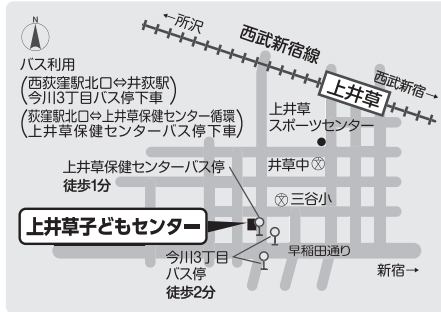 ←所沢
西武新宿線
上井草
西武新宿→
バス利用
(西荻窪駅北口⇔井荻駅)
(今川3丁目バス停下車)
(荻窪駅北口⇔上井草保健センター循環)
(上井草保健センターバス停下車)
上井草
スポーツセンター
井草中 文
上井草保健センターバス停
徒歩1分
文 三谷小
上井草子どもセンター
早稲田通り
今川3丁目
バス停
徒歩2分
新宿→